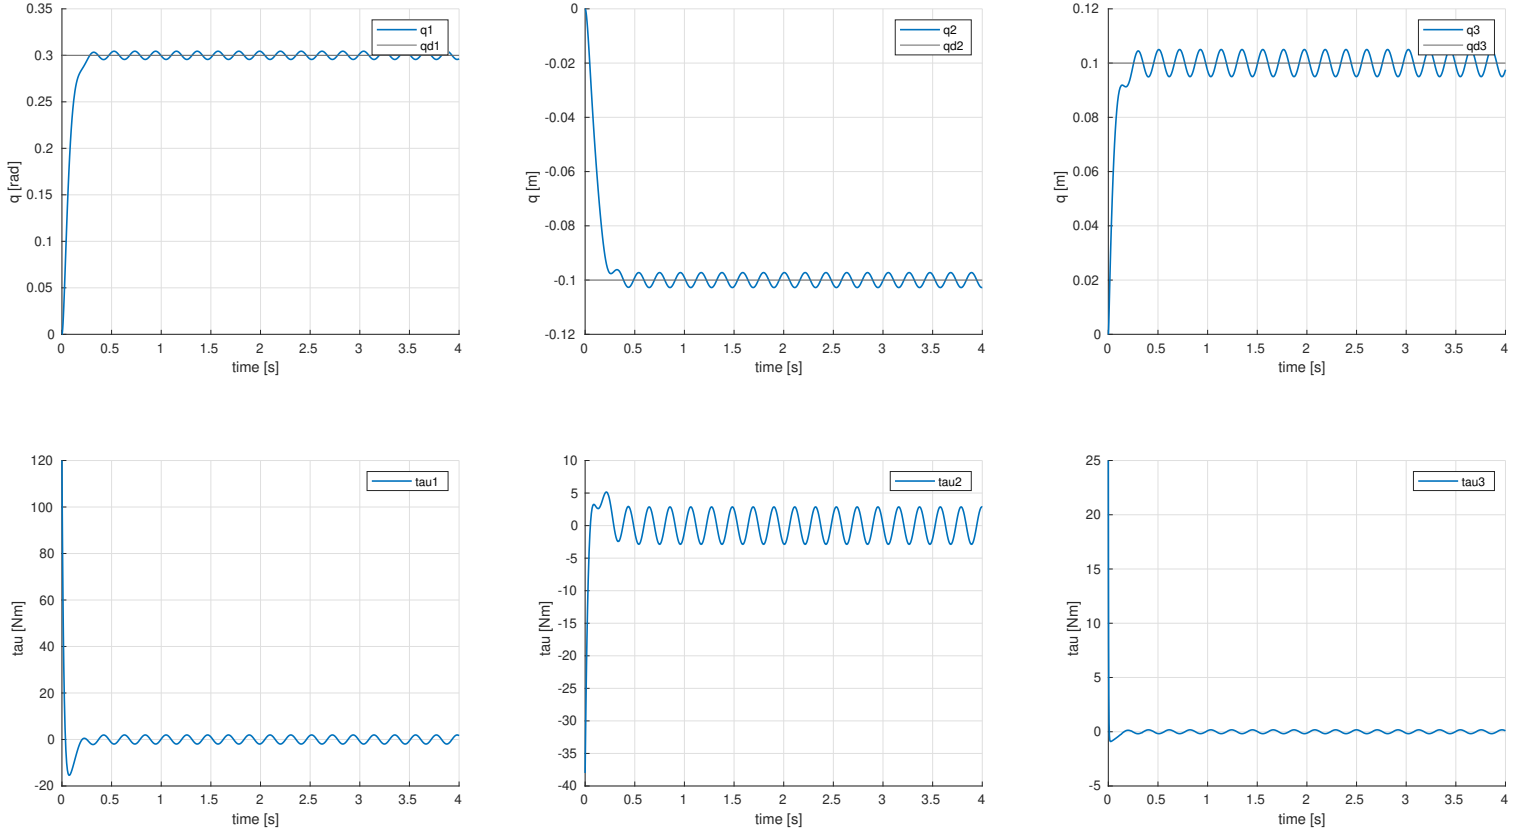 0.35
0.3
0.25
0.2
0.15
0.1
0.05
0
q [rad]
q1
qd1
0 0.5 1 1.5 2 2.5 3 3.5 4
time [s]
0
-0.02
-0.04
-0.06
-0.08
-0.1
-0.12
q [m]
q2
qd2
0 0.5 1 1.5 2 2.5 3 3.5 4
time [s]
0.12
0.1
0.08
0.06
0.04
0.02
0
q [m]
q3
qd3
0 0.5 1 1.5 2 2.5 3 3.5 4
time [s]
120
100
80
60
40
20
0
-20
tau [Nm]
tau1
0 0.5 1 1.5 2 2.5 3 3.5 4
time [s]
10
5
0
-5
-10
-15
-20
-25
-30
-35
-40
tau [Nm]
tau2
0 0.5 1 1.5 2 2.5 3 3.5 4
time [s]
25
20
15
10
5
0
-5
tau [Nm]
tau3
0 0.5 1 1.5 2 2.5 3 3.5 4
time [s]